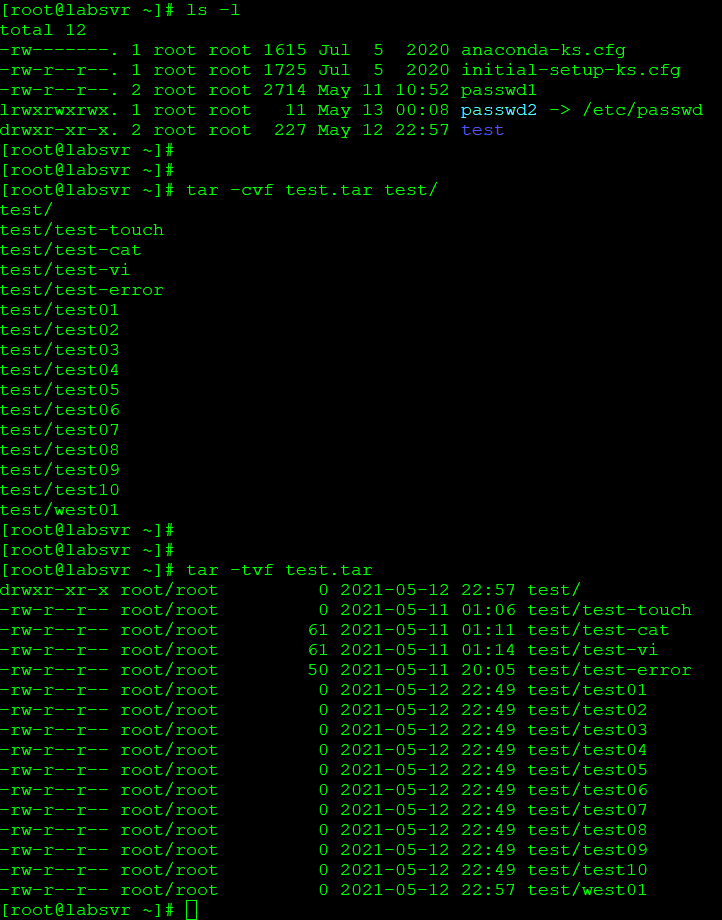 [root@labsvr ~]# ls -l
total 12
-rw-------. 1 root root 1615 Jul  5  2020 anaconda-ks.cfg
-rw-r--r--. 1 root root 1725 Jul  5  2020 initial-setup-ks.cfg
-rw-r--r--. 2 root root 2714 May 11 10:52 passwd1
lrwxrwxrwx. 1 root root   11 May 13 00:08 passwd2 -> /etc/passwd
drwxr-xr-x. 2 root root  227 May 12 22:57 test
[root@labsvr ~]#
[root@labsvr ~]#
[root@labsvr ~]# tar -cvf test.tar test/
test/
test/test-touch
test/test-cat
test/test-vi
test/test-error
test/test01
test/test02
test/test03
test/test04
test/test05
test/test06
test/test07
test/test08
test/test09
test/test10
test/west01
[root@labsvr ~]#
[root@labsvr ~]#
[root@labsvr ~]# tar -tvf test.tar
drwxr-xr-x root/root         0 2021-05-12 22:57 test/
-rw-r--r-- root/root         0 2021-05-11 01:06 test/test-touch
-rw-r--r-- root/root        61 2021-05-11 01:11 test/test-cat
-rw-r--r-- root/root        61 2021-05-11 01:14 test/test-vi
-rw-r--r-- root/root        50 2021-05-11 20:05 test/test-error
-rw-r--r-- root/root         0 2021-05-12 22:49 test/test01
-rw-r--r-- root/root         0 2021-05-12 22:49 test/test02
-rw-r--r-- root/root         0 2021-05-12 22:49 test/test03
-rw-r--r-- root/root         0 2021-05-12 22:49 test/test04
-rw-r--r-- root/root         0 2021-05-12 22:49 test/test05
-rw-r--r-- root/root         0 2021-05-12 22:49 test/test06
-rw-r--r-- root/root         0 2021-05-12 22:49 test/test07
-rw-r--r-- root/root         0 2021-05-12 22:49 test/test08
-rw-r--r-- root/root         0 2021-05-12 22:49 test/test09
-rw-r--r-- root/root         0 2021-05-12 22:49 test/test10
-rw-r--r-- root/root         0 2021-05-12 22:57 test/west01
[root@labsvr ~]#